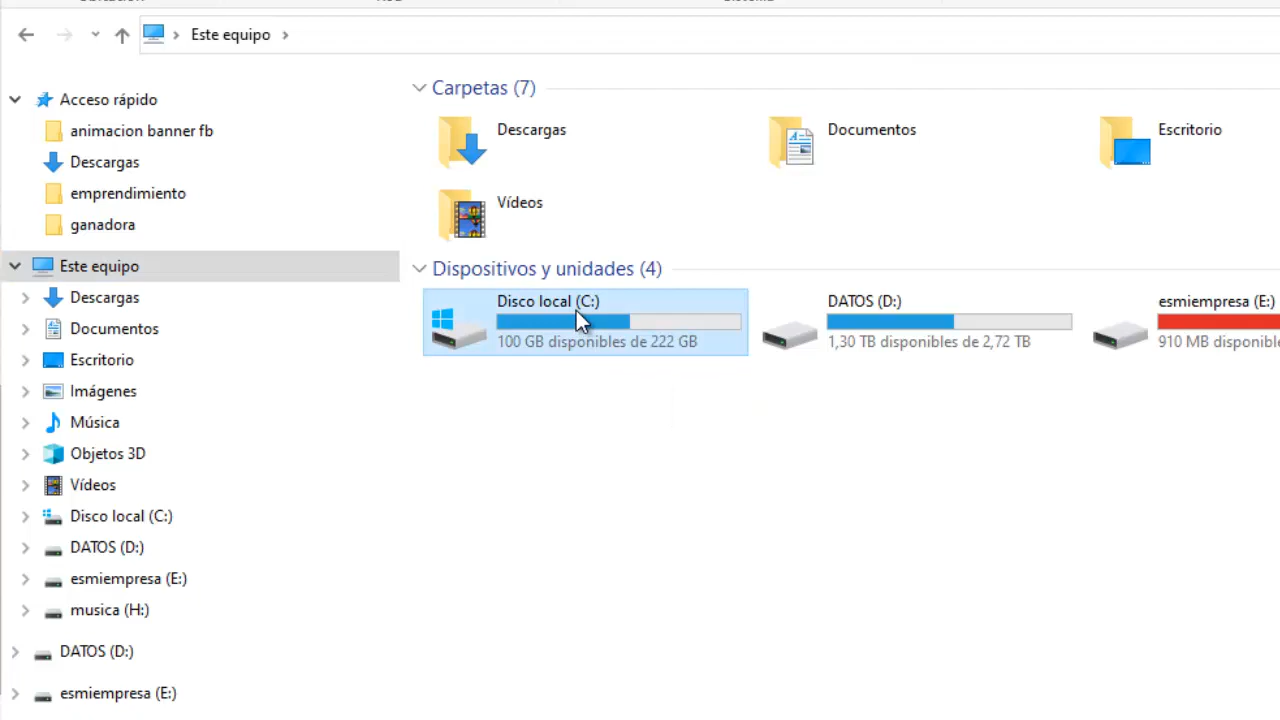 Este equipo
Acceso rápido
animacion banner fb
Descargas
emprendimiento
ganadora
Este equipo
Descargas
Documentos
Escritorio
Imágenes
Música
Objetos 3D
Vídeos
Disco local (C:)
DATOS (D:)
esmiempresa (E:)
musica (H:)
DATOS (D:)
esmiempresa (E:)
Carpetas (7)
Descargas
Documentos
Escritorio
Vídeos
Dispositivos y unidades (4)
Disco local (C:)
100 GB disponibles de 222 GB
DATOS (D:)
1,30 TB disponibles de 2,72 TB
esmiempresa (E:)
910 MB